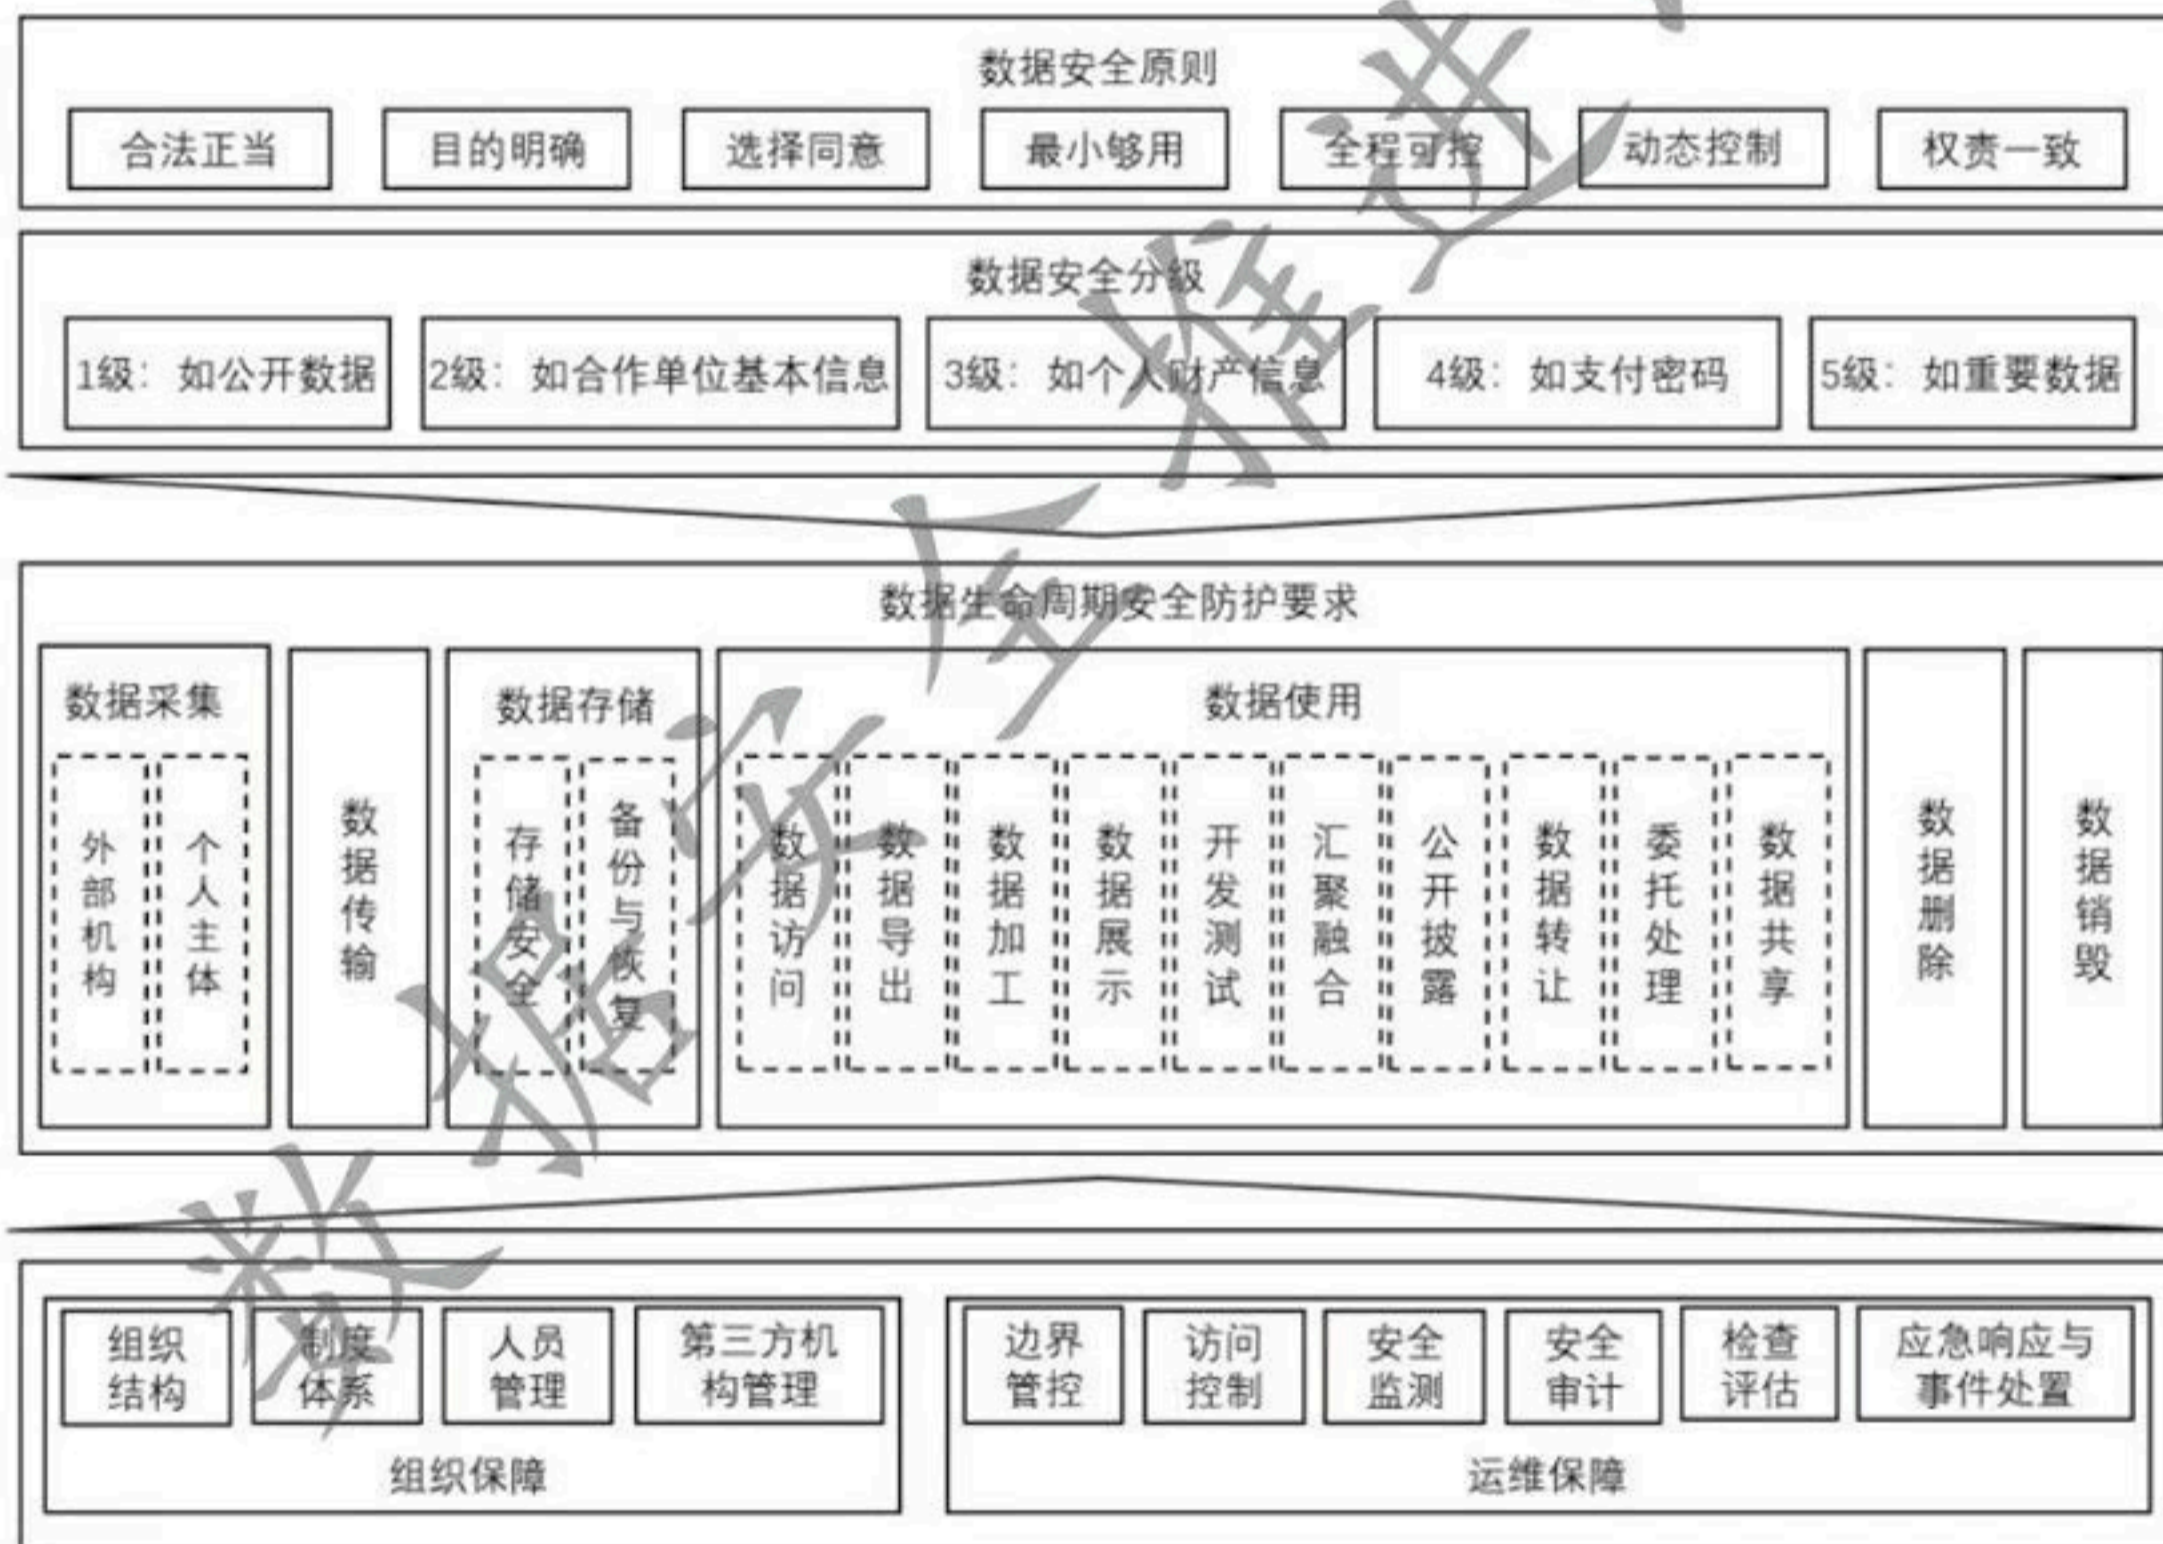 数据安全原则
合法正当
目的明确
选择同意
最小够用
全程可控
动态控制
权责一致
数据安全分级
1级：如公开数据
2级：如合作单位基本信息
3级：如个人财产信息
4级：如支付密码
5级：如重要数据
数据生命周期安全防护要求
数据采集
外部机构
个人主体
数据传输
数据存储
存储安全
备份与恢复
数据使用
数据访问
数据导出
数据加工
数据展示
开发测试
汇聚融合
公开披露
数据转让
委托处理
数据共享
数据删除
数据销毁
组织
结构
制度
体系
人员
管理
第三方机
构管理
组织保障
边界
管控
访问
控制
安全
监测
安全
审计
检查
评估
应急响应与
事件处置
运维保障
数据安全推进